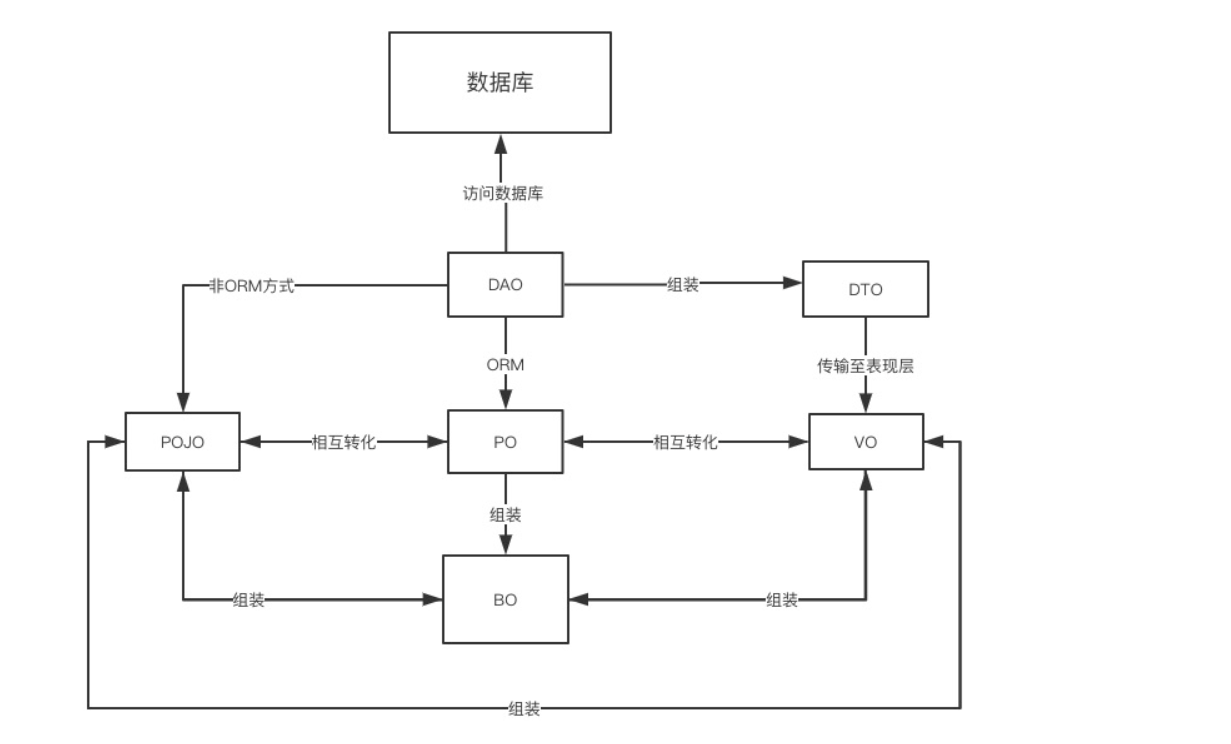 数据库
访问数据库
DAO
非ORM方式
组装
DTO
ORM
传输至表现层
POJO
相互转化
PO
相互转化
VO
组装
组装
BO
组装
组装